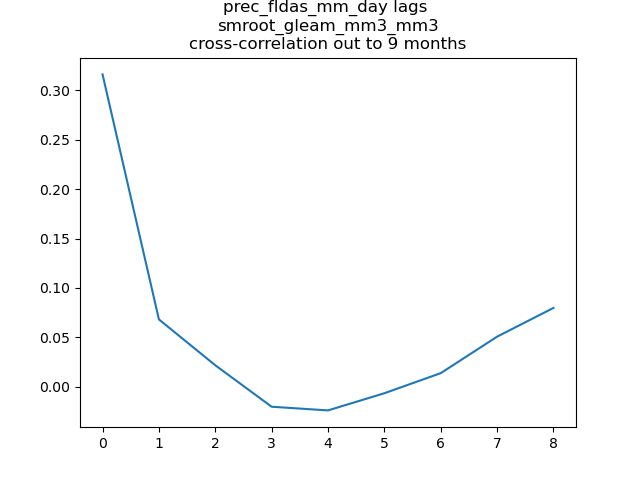 prec_fldas_mm_day lags
smroot_gleam_mm3_mm3
cross-correlation out to 9 months
0.30
0.25
0.20
0.15
0.10
0.05
0.00
0 1 2 3 4 5 6 7 8